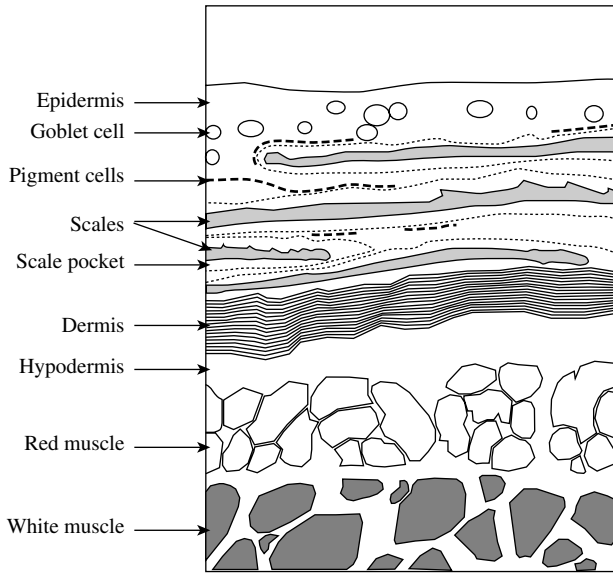 Epidermis
Goblet cell
Pigment cells
Scales
Scale pocket
Dermis
Hypodermis
Red muscle
White muscle